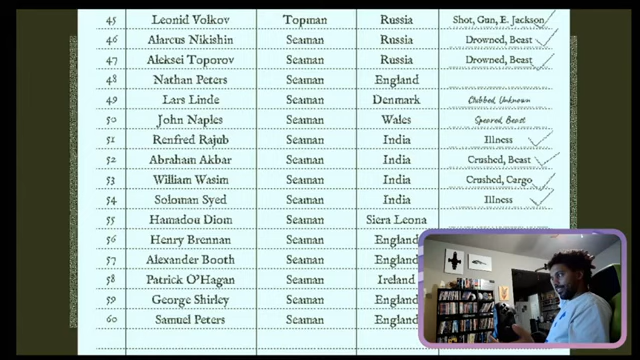 45 Leonid Volkov Topman Russia Shot, Gun, E. Jackson
46 Alarcus Nikishin Seaman Russia Drowned, Beast
47 Aleksei Toporov Seaman Russia Drowned, Beast
48 Nathan Peters Seaman England
49 Lars Linde Seaman Denmark Clubbed, Unknown
50 John Naples Seaman Wales Speared, Beast
51 Renfred Rajub Seaman India Illness
52 Abraham Akbar Seaman India Crushed, Beast
53 William Wasim Seaman India Crushed, Cargo
54 Soloman Syed Seaman India Illness
55 Hamadou Diom Seaman Siera Leona
56 Henry Brennan Seaman England
57 Alexander Booth Seaman England
58 Patrick O'Hagan Seaman Ireland
59 George Shirley Seaman England
60 Samuel Peters Seaman England